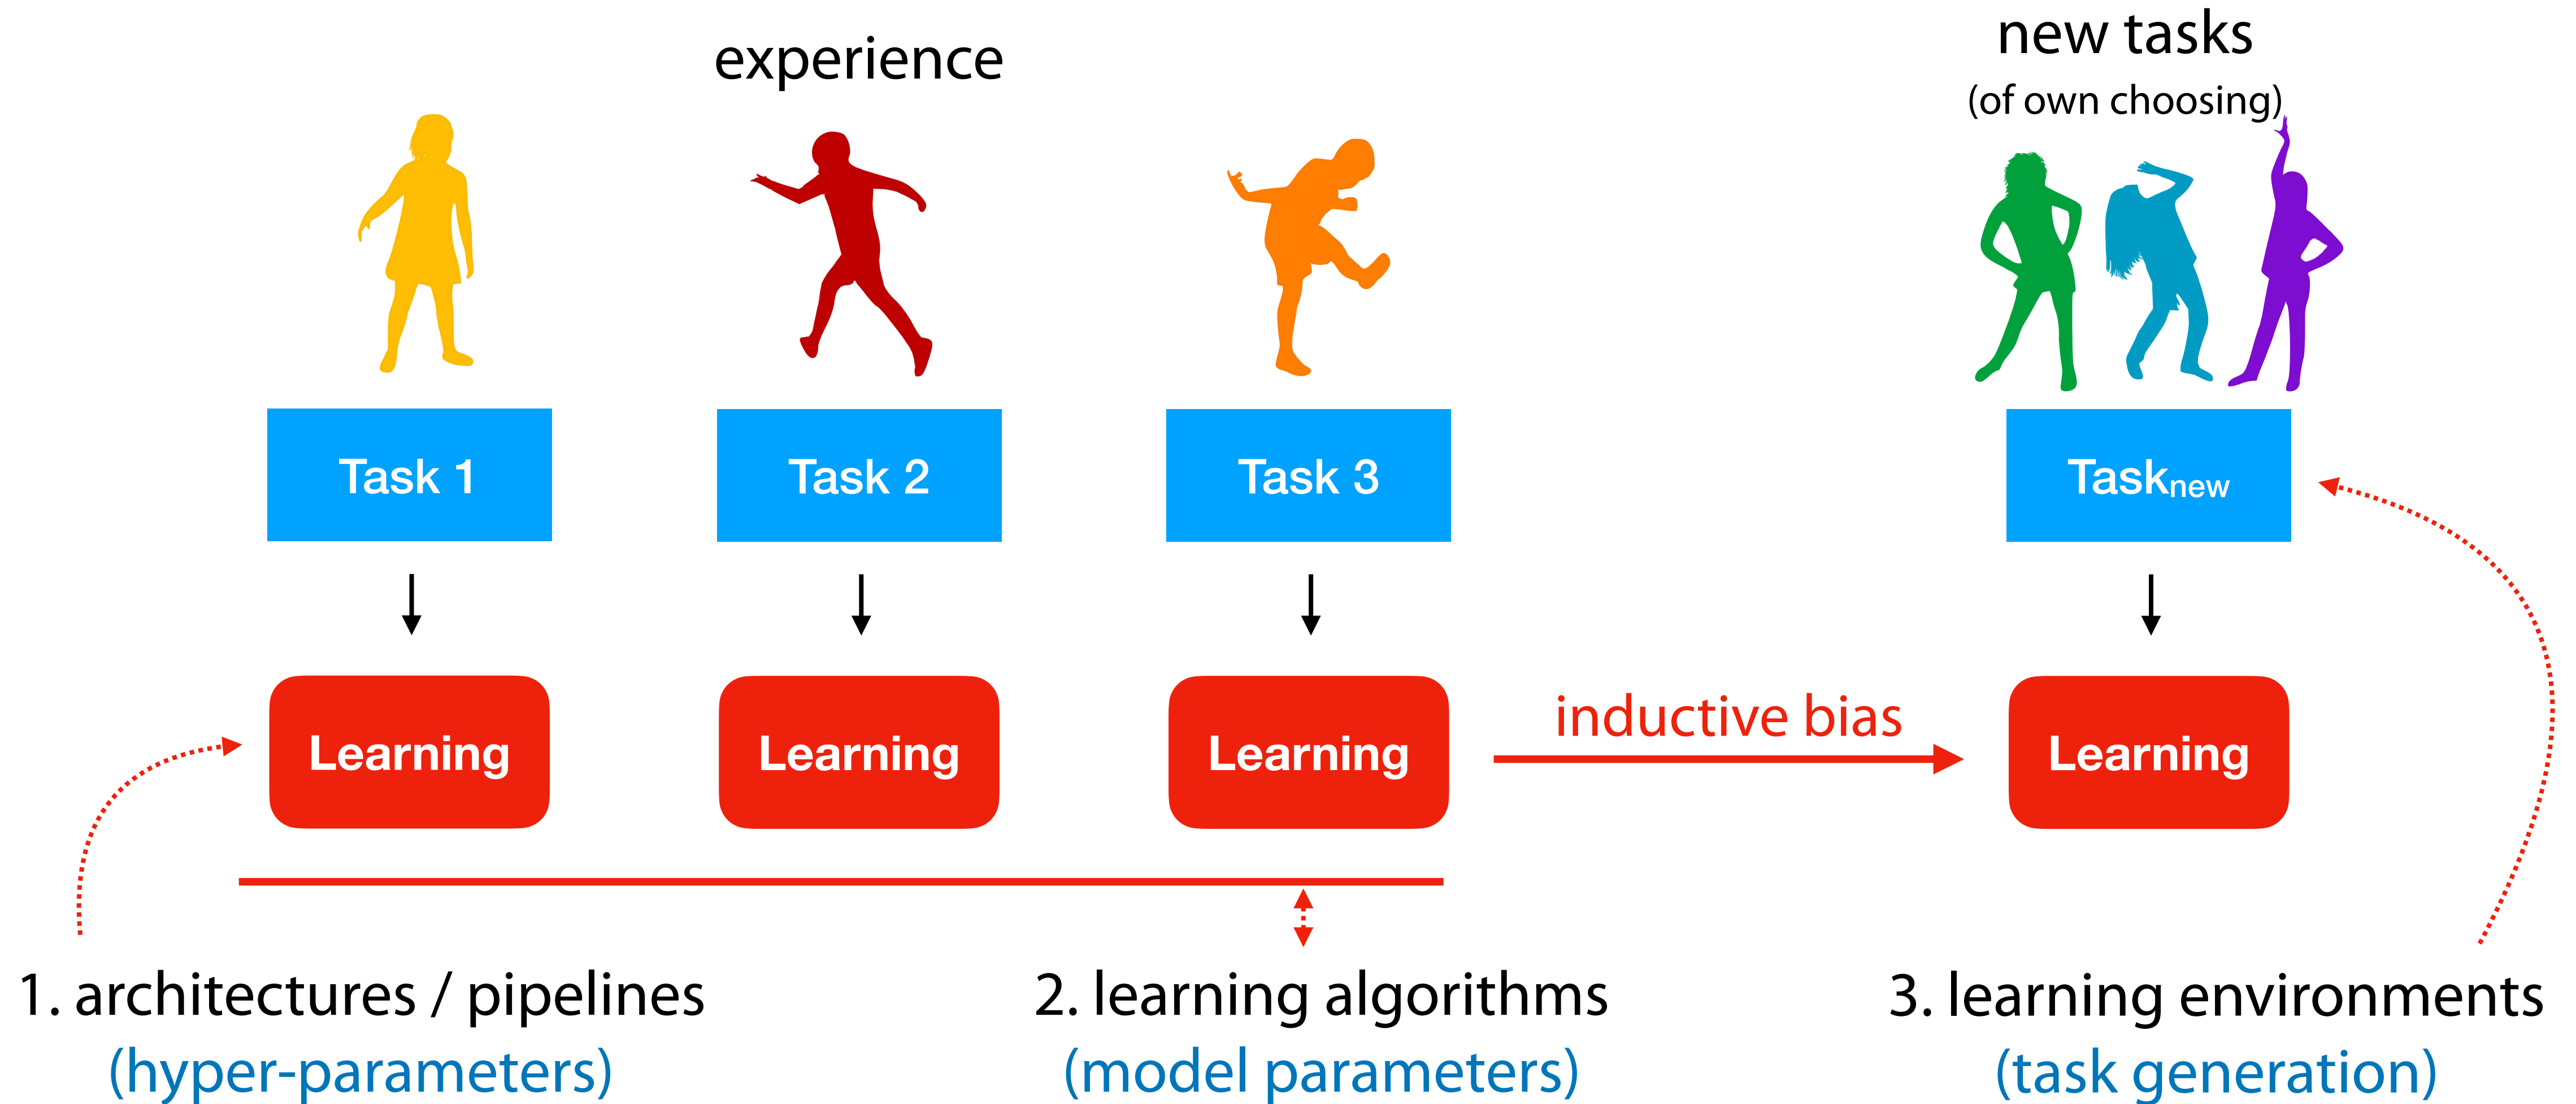 experience
new tasks
(of own choosing)
Task 1
Task 2
Task 3
Tasknew
Learning
Learning
Learning
inductive bias
Learning
1. architectures / pipelines
(hyper-parameters)
2. learning algorithms
(model parameters)
3. learning environments
(task generation)